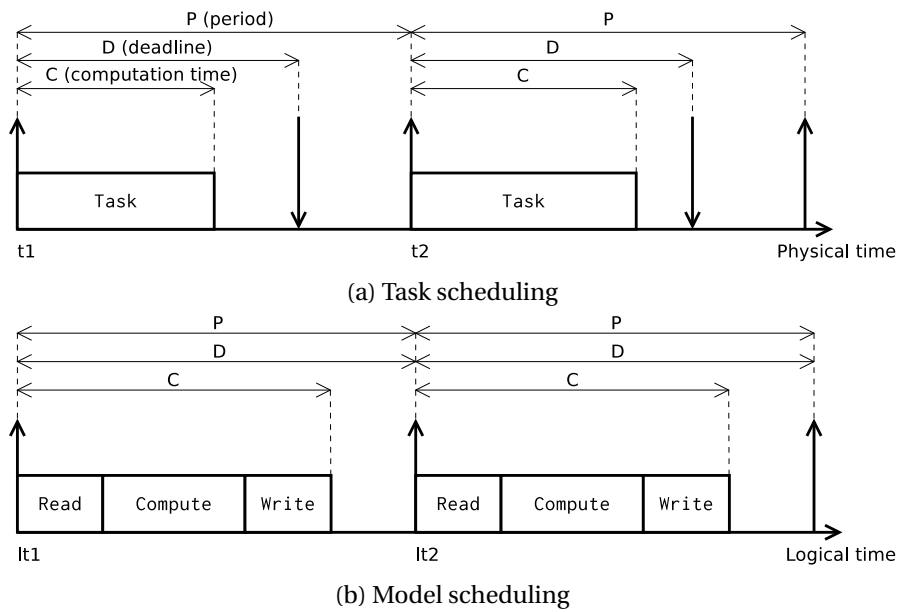 P (period) P
D (deadline) D
C (computation time) C
Task Task
t1 t2 Physical time
(a) Task scheduling
P P
D D
C C
Read Compute Write Read Compute Write
lt1 lt2 Logical time
(b) Model scheduling